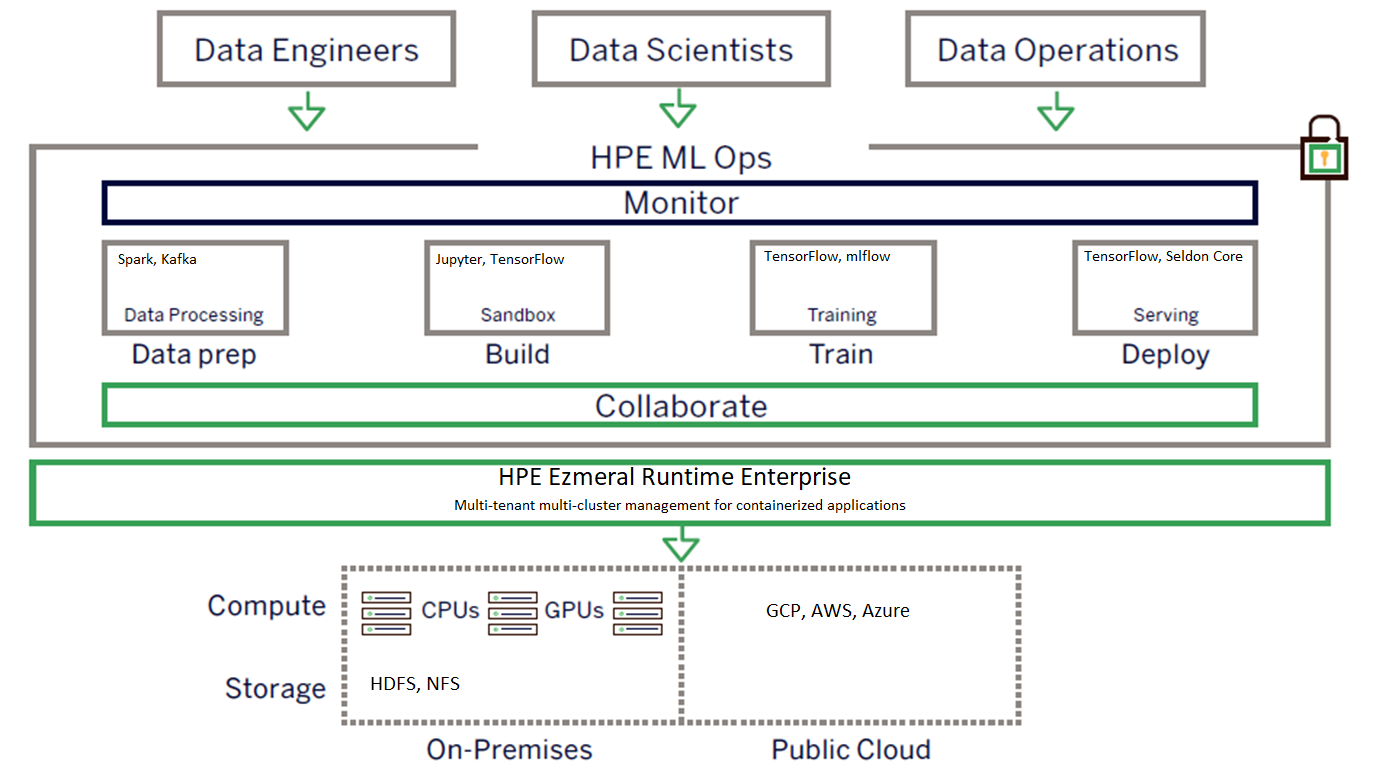 Data Engineers
Data Scientists
Data Operations
HPE ML Ops
Monitor
Spark, Kafka
Data Processing
Data prep
Jupyter, TensorFlow
Sandbox
Build
TensorFlow, mlflow
Training
Train
TensorFlow, Seldon Core
Serving
Deploy
Collaborate
HPE Ezmeral Runtime Enterprise
Multi-tenant multi-cluster management for containerized applications
Compute
CPUs
GPUs
GCP, AWS, Azure
Storage
HDFS, NFS
On-Premises
Public Cloud